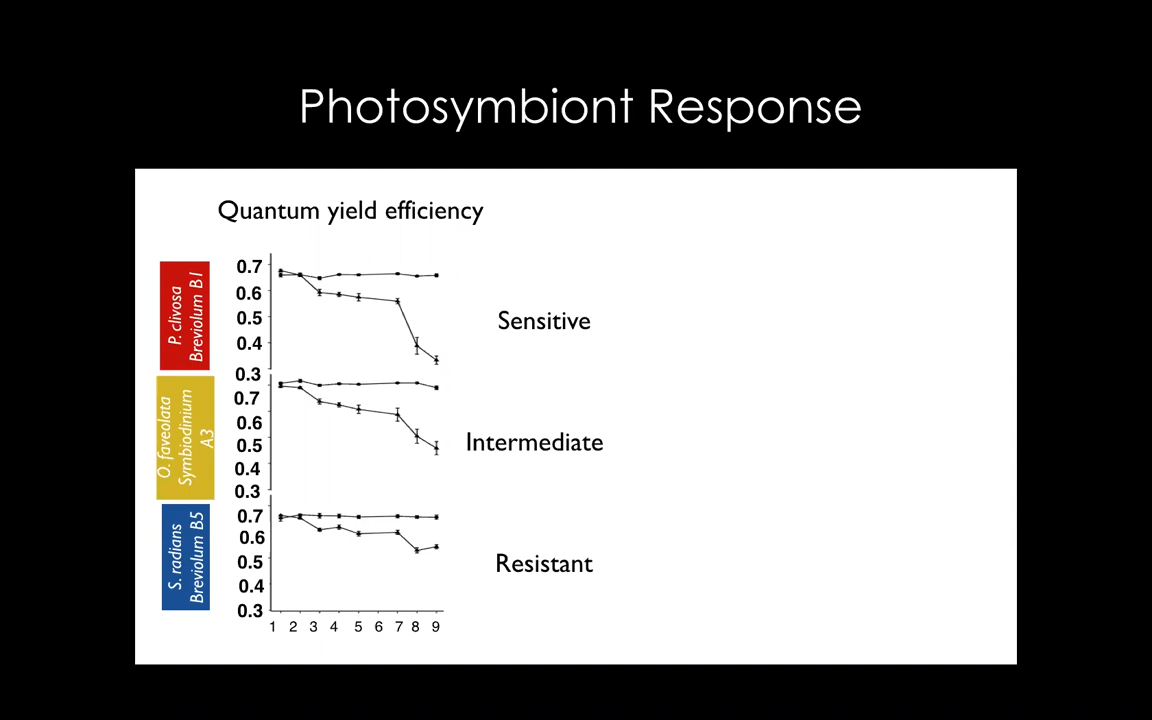 Photosymbiont Response
Quantum yield efficiency
P. clivosa
Breviolum B1
0.7
0.6
0.5
0.4
0.3
Sensitive
O. faveolata
Symbiodinium
A3
0.7
0.6
0.5
0.4
0.3
Intermediate
S. radians
Breviolum B5
0.7
0.6
0.5
0.4
0.3
Resistant
1 2 3 4 5 6 7 8 9